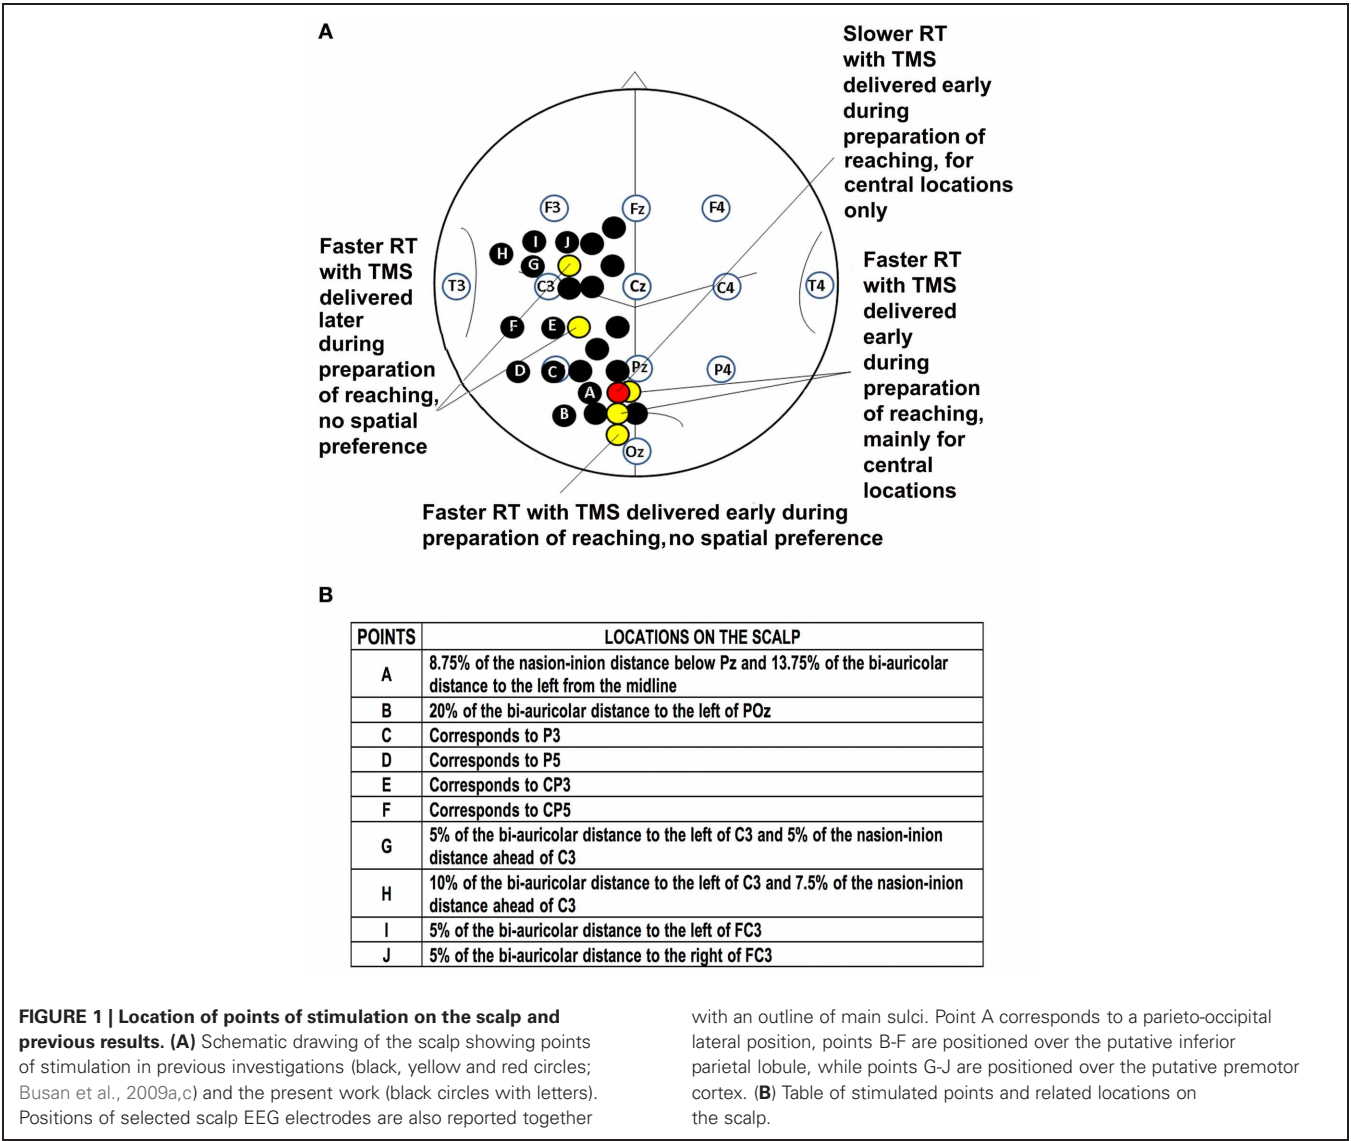 A
Slower RT
with TMS
delivered early
during
preparation of
reaching, for
central locations
only
Faster RT
with TMS
delivered
later
during
preparation
of reaching,
no spatial
preference
F3
Fz
F4
I
J
H
G
T3
C3
Cz
C4
T4
F
E
D
C
Pz
P4
A
B
Oz
Faster RT
with TMS
delivered
early
during
preparation
of reaching,
mainly for
central
locations
Faster RT with TMS delivered early during
preparation of reaching, no spatial preference
B
POINTS LOCATIONS ON THE SCALP
A 8.75% of the nasion-inion distance below Pz and 13.75% of the bi-auricolar
distance to the left from the midline
B 20% of the bi-auricolar distance to the left of POz
C Corresponds to P3
D Corresponds to P5
E Corresponds to CP3
F Corresponds to CP5
G 5% of the bi-auricolar distance to the left of C3 and 5% of the nasion-inion
distance ahead of C3
H 10% of the bi-auricolar distance to the left of C3 and 7.5% of the nasion-inion
distance ahead of C3
I 5% of the bi-auricolar distance to the left of FC3
J 5% of the bi-auricolar distance to the right of FC3
FIGURE 1 | Location of points of stimulation on the scalp and
previous results. (A) Schematic drawing of the scalp showing points
of stimulation in previous investigations (black, yellow and red circles;
Busan et al., 2009a,c) and the present work (black circles with letters).
Positions of selected scalp EEG electrodes are also reported together
with an outline of main sulci. Point A corresponds to a parieto-occipital
lateral position, points B-F are positioned over the putative inferior
parietal lobule, while points G-J are positioned over the putative premotor
cortex. (B) Table of stimulated points and related locations on
the scalp.